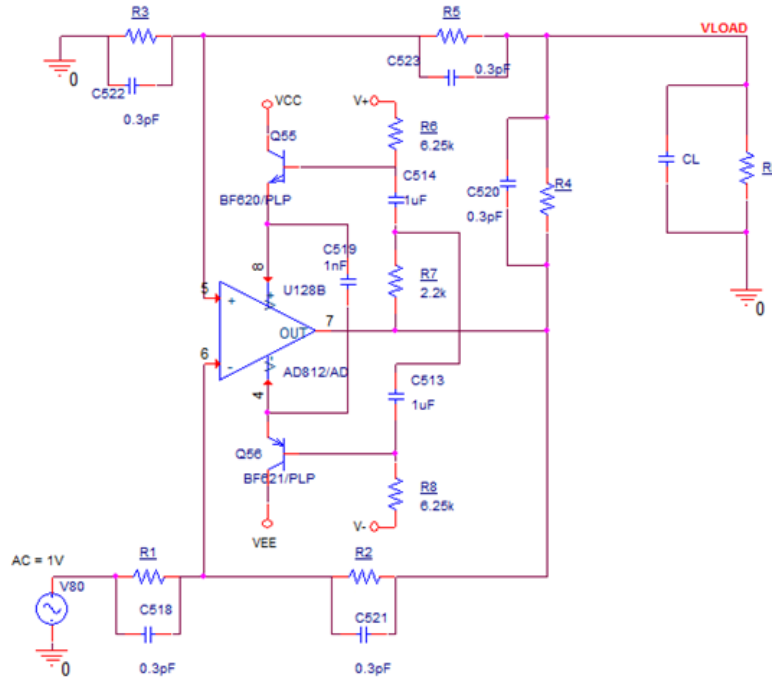 R3
R5
VLOAD
0
C522
0.3pF
C523
0.3pF
VCC
V+
R6
6.25k
Q55
BF620/PLP
C514
1uF
C520
0.3pF
R4
CL
R
0
C519
1nF
8
V+
U128B
R7
2.2k
5
+
OUT
7
6
-
V-
AD812/AD
4
C513
1uF
Q56
BF621/PLP
R8
6.25k
V-
VEE
AC = 1V
V80
R1
R2
C518
0.3pF
C521
0.3pF
0